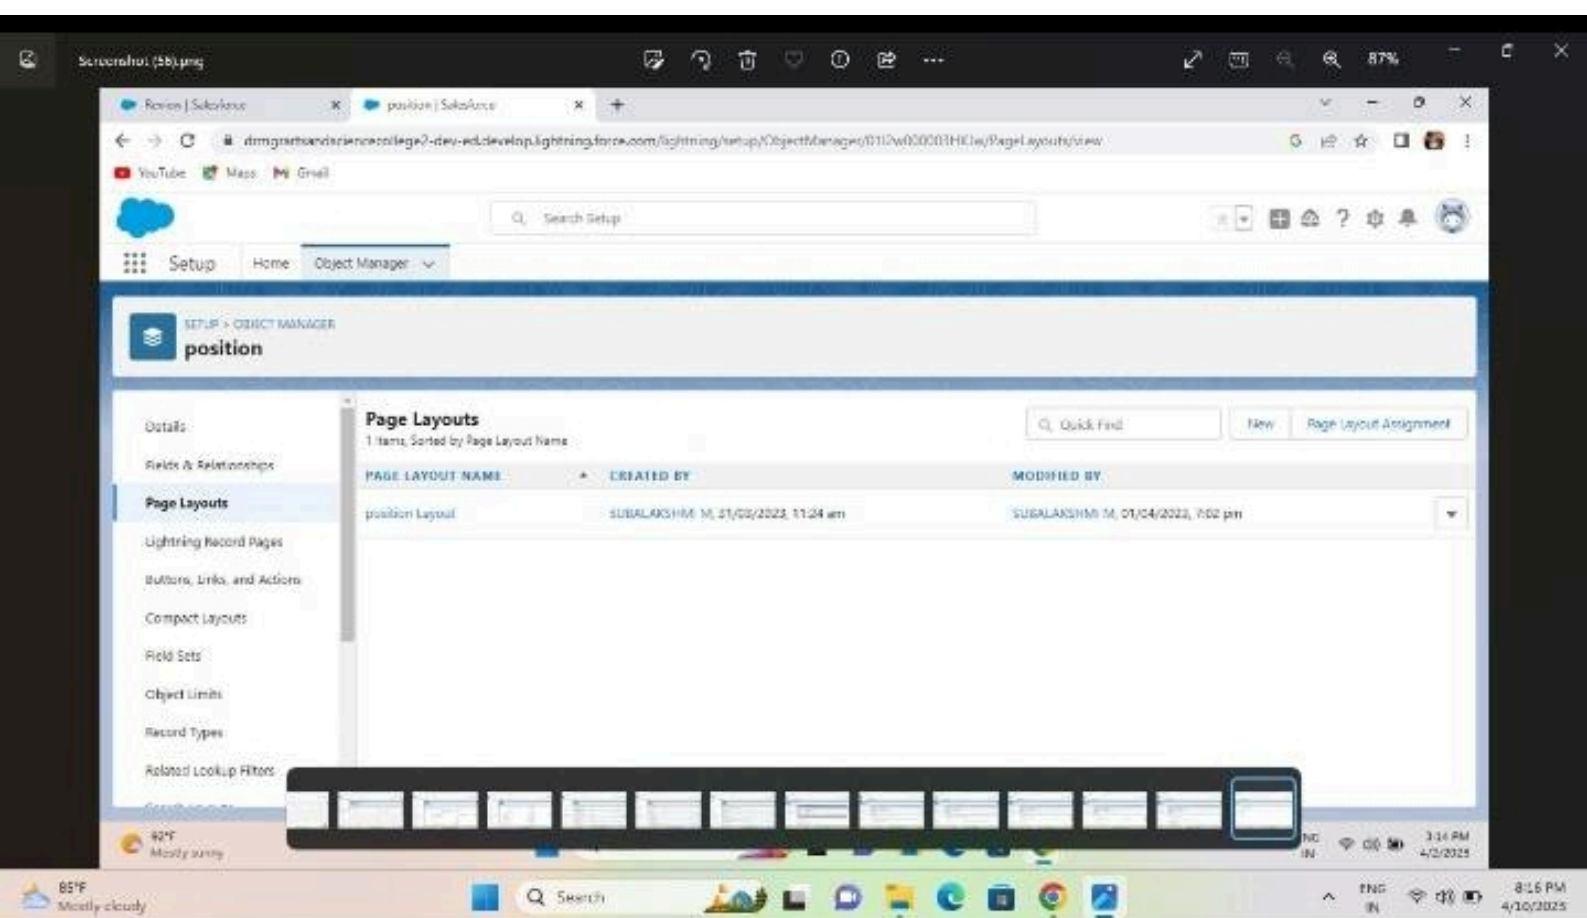 Screenshot (56).png
87%
Review | Salesforce
position | Salesforce
YouTube Maps Gmail
Search Setup
Setup Home Object Manager
SETUP > OBJECT MANAGER
position
Details
Fields & Relationships
Page Layouts
Lightning Record Pages
Buttons, Links, and Actions
Compact Layouts
Field Sets
Object Limits
Record Types
Related Lookup Filters
Page Layouts
1 Items, Sorted by Page Layout Name
Quick Find
New
Page Layout Assignment
PAGE LAYOUT NAME CREATED BY MODIFIED BY
position Layout SUBALAKSHMI M, 31/03/2023, 11:24 am SUBALAKSHMI M, 01/04/2023, 7:02 pm
92°F
Mostly sunny
3:14 PM
4/2/2023
85°F
Mostly cloudy
Search
ENG
IN
8:16 PM
4/10/2023